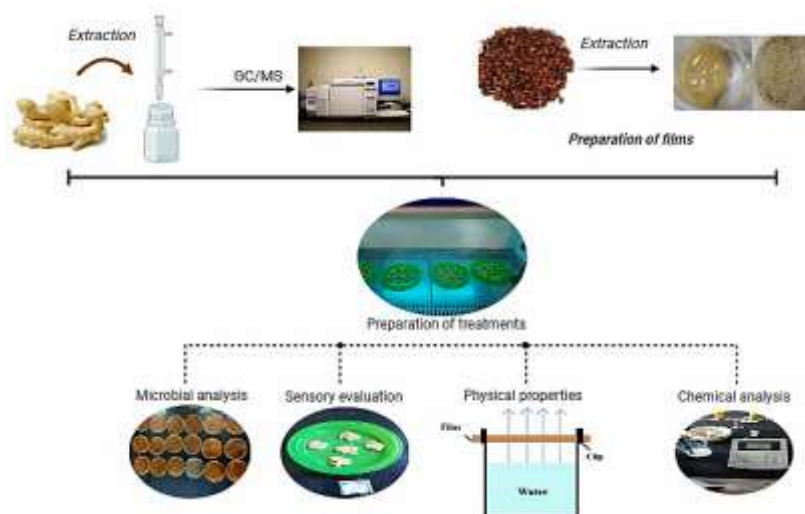 Extraction
GC/MS
Extraction
Preparation of films
Preparation of treatments
Microbial analysis
Sensory evaluation
Physical properties
Chemical analysis
Film
Clip
Water